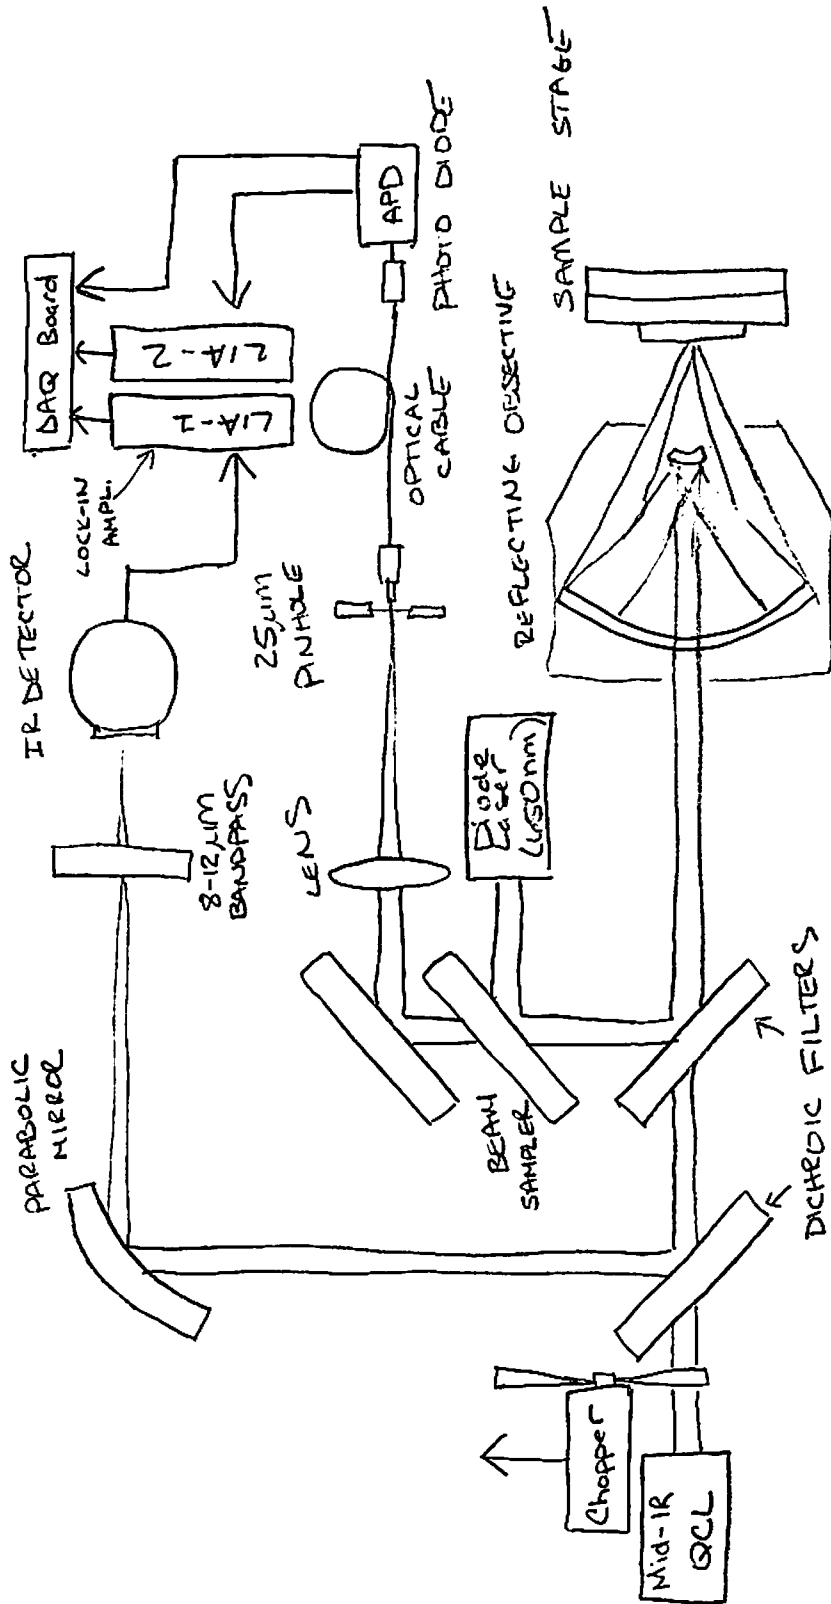 IR DETECTOR
LOCK-IN
AMPL.
DAQ Board
LIA-1
LIA-2
PARABOLIC
MIRROR
8-12µm
BANDPASS
25µm
PINHOLE
OPTICAL
CABLE
APD
PHOTO DIODE
LENS
BEAM
SAMPLER
Diode
Laser
(450nm)
REFLECTING OBJECTIVE
SAMPLE STAGE
Chopper
Mid-IR
QCL
DICHROIC FILTERS